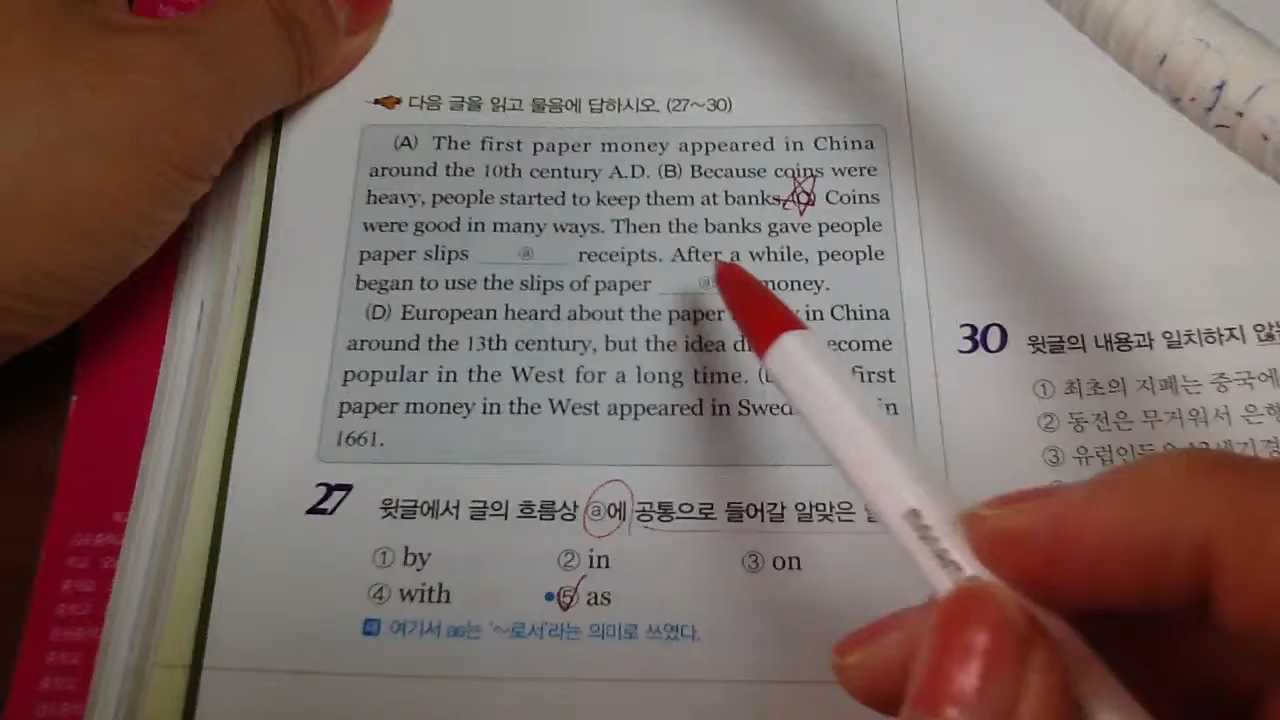 다음 글을 읽고 물음에 답하시오. (27~30)
(A) The first paper money appeared in China
around the 10th century A.D. (B) Because coins were
heavy, people started to keep them at banks. Coins
were good in many ways. Then the banks gave people
paper slips ⓐ receipts. After a while, people
began to use the slips of paper ⓐ money.
(D) European heard about the paper in China
around the 13th century, but the idea
popular in the West for a long time. first
paper money in the West appeared in
1661.
27 윗글에서 글의 흐름상 ⓐ에 공통으로 들어갈 알맞은
① by ② in ③ on
④ with ⑤ as
여기서 as는 '~로서'라는 의미로 쓰였다.
30 윗글의 내용과 일치하지
① 최초의 지폐는 중국에
② 동전은 무거워서
③